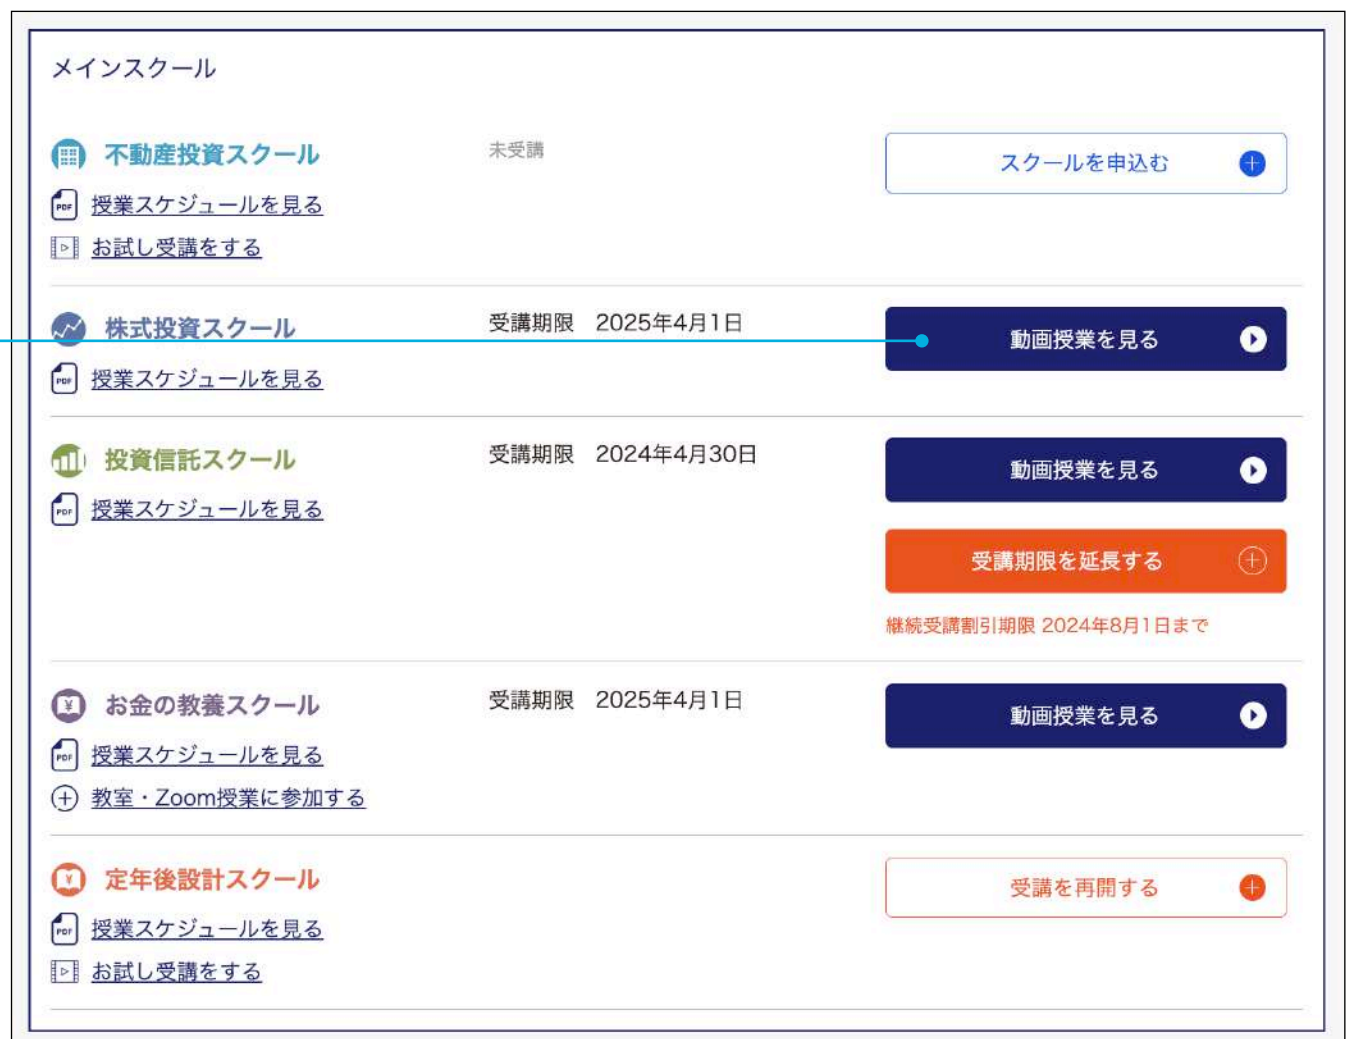 メインスクール
不動産投資スクール
未受講
スクールを申込む
PDF 授業スケジュールを見る
お試し受講をする
株式投資スクール
受講期限 2025年4月1日
動画授業を見る
PDF 授業スケジュールを見る
投資信託スクール
受講期限 2024年4月30日
動画授業を見る
PDF 授業スケジュールを見る
受講期限を延長する
継続受講割引期限 2024年8月1日まで
¥ お金の教養スクール
受講期限 2025年4月1日
動画授業を見る
PDF 授業スケジュールを見る
教室・Zoom授業に参加する
¥ 定年後設計スクール
受講を再開する
PDF 授業スケジュールを見る
お試し受講をする